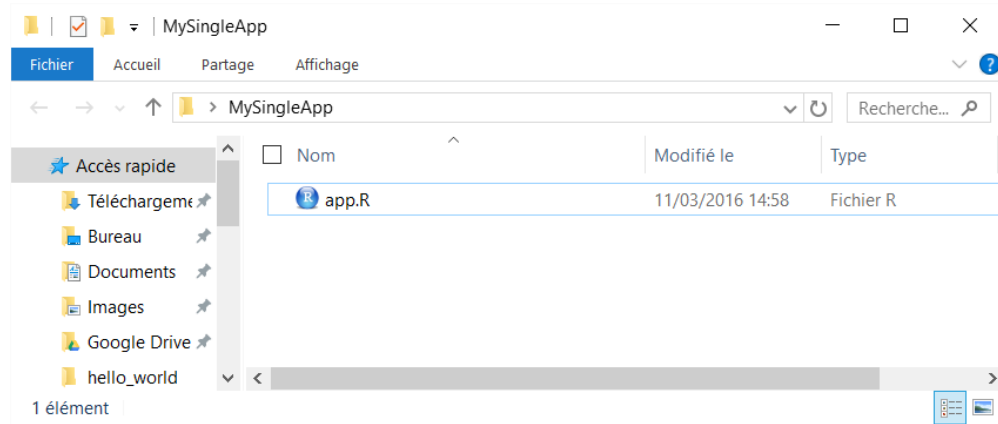 MySingleApp
Fichier Accueil Partage Affichage
MySingleApp Recherche...
Accès rapide
Nom Modifié le Type
Téléchargeme
app.R 11/03/2016 14:58 Fichier R
Bureau
Documents
Images
Google Drive
hello_world
1 élément